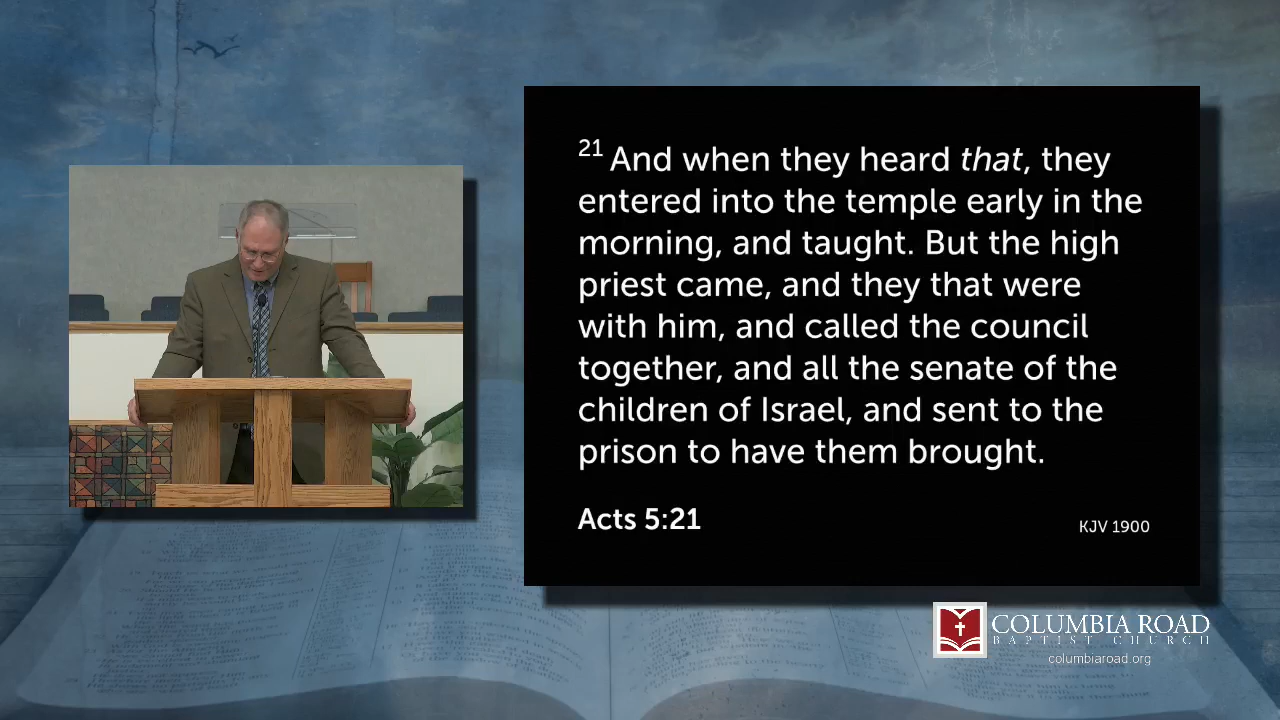 21 And when they heard that, they
entered into the temple early in the
morning, and taught. But the high
priest came, and they that were
with him, and called the council
together, and all the senate of the
children of Israel, and sent to the
prison to have them brought.
Acts 5:21
KJV 1900
COLUMBIA ROAD
BAPTIST CHURCH
columbiaroad.org